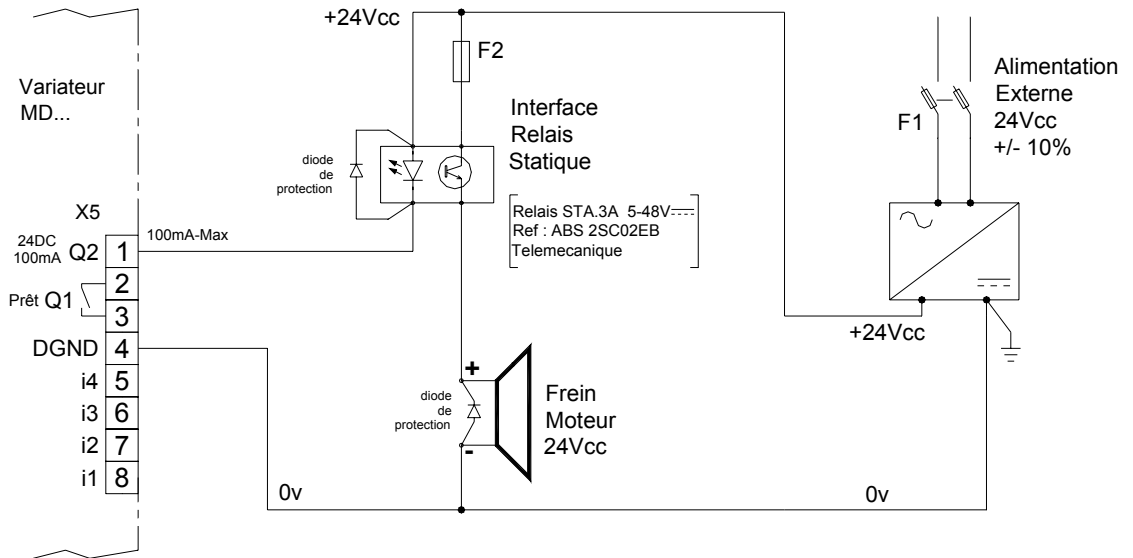 +24Vcc
F2
Variateur
MD...
Interface
Relais
Statique
diode
de
protection
Relais STA.3A 5-48V
Ref : ABS 2SC02EB
Telemecanique
Alimentation
Externe
24Vcc
+/- 10%
F1
X5
24DC
100mA
Q2
1
100mA-Max
Prêt
Q1
2
3
DGND
4
i4
5
i3
6
i2
7
i1
8
+24Vcc
+
-
diode
de
protection
Frein
Moteur
24Vcc
0v
0v